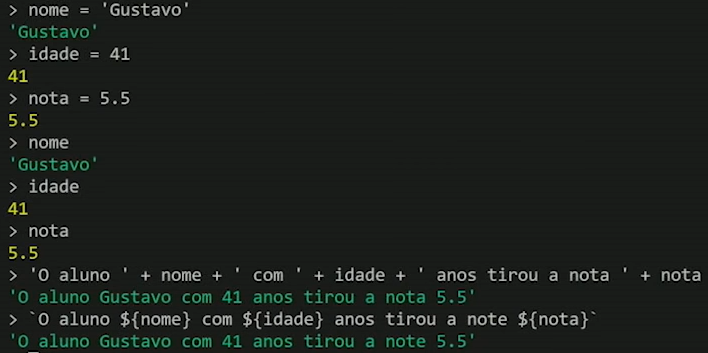 > nome = 'Gustavo'
'Gustavo'
> idade = 41
41
> nota = 5.5
5.5
> nome
'Gustavo'
> idade
41
> nota
5.5
> 'O aluno ' + nome + ' com ' + idade + ' anos tirou a nota ' + nota
'O aluno Gustavo com 41 anos tirou a nota 5.5'
> `O aluno ${nome} com ${idade} anos tirou a note ${nota}`
'O aluno Gustavo com 41 anos tirou a note 5.5'